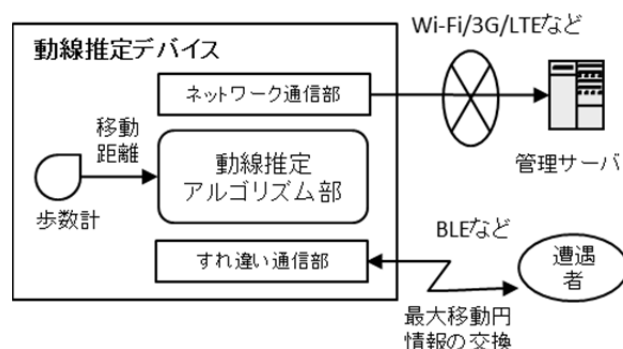 動線推定デバイス
Wi-Fi/3G/LTEなど
ネットワーク通信部
管理サーバ
移動
距離
動線推定
アルゴリズム部
歩数計
すれ違い通信部
BLEなど
遭遇
者
最大移動円
情報の交換